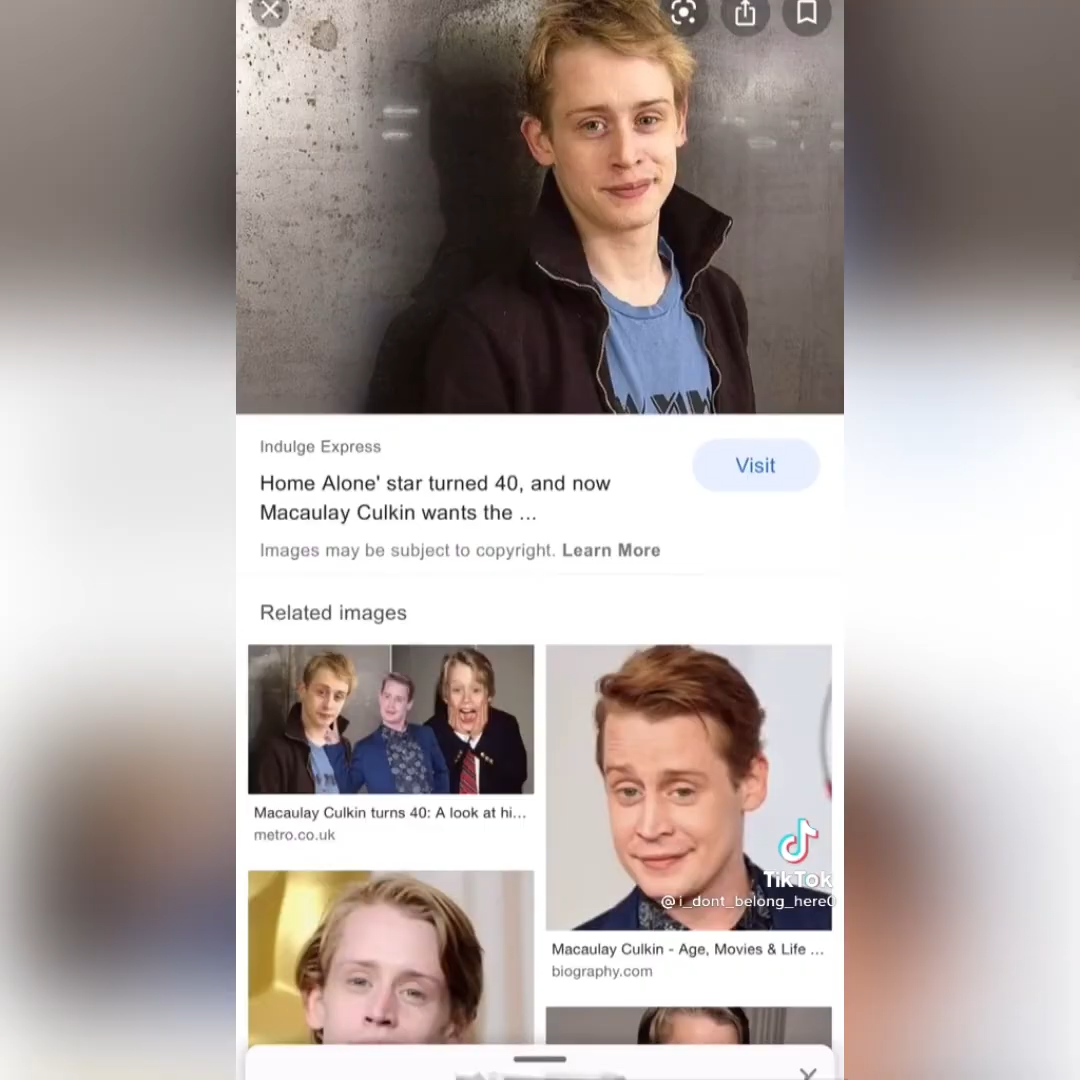 Indulge Express
Visit
Home Alone' star turned 40, and now
Macaulay Culkin wants the ...
Images may be subject to copyright. Learn More
Related images
Macaulay Culkin turns 40: A look at hi...
metro.co.uk
TikTok
@i_dont_belong_here0
Macaulay Culkin - Age, Movies & Life ...
biography.com